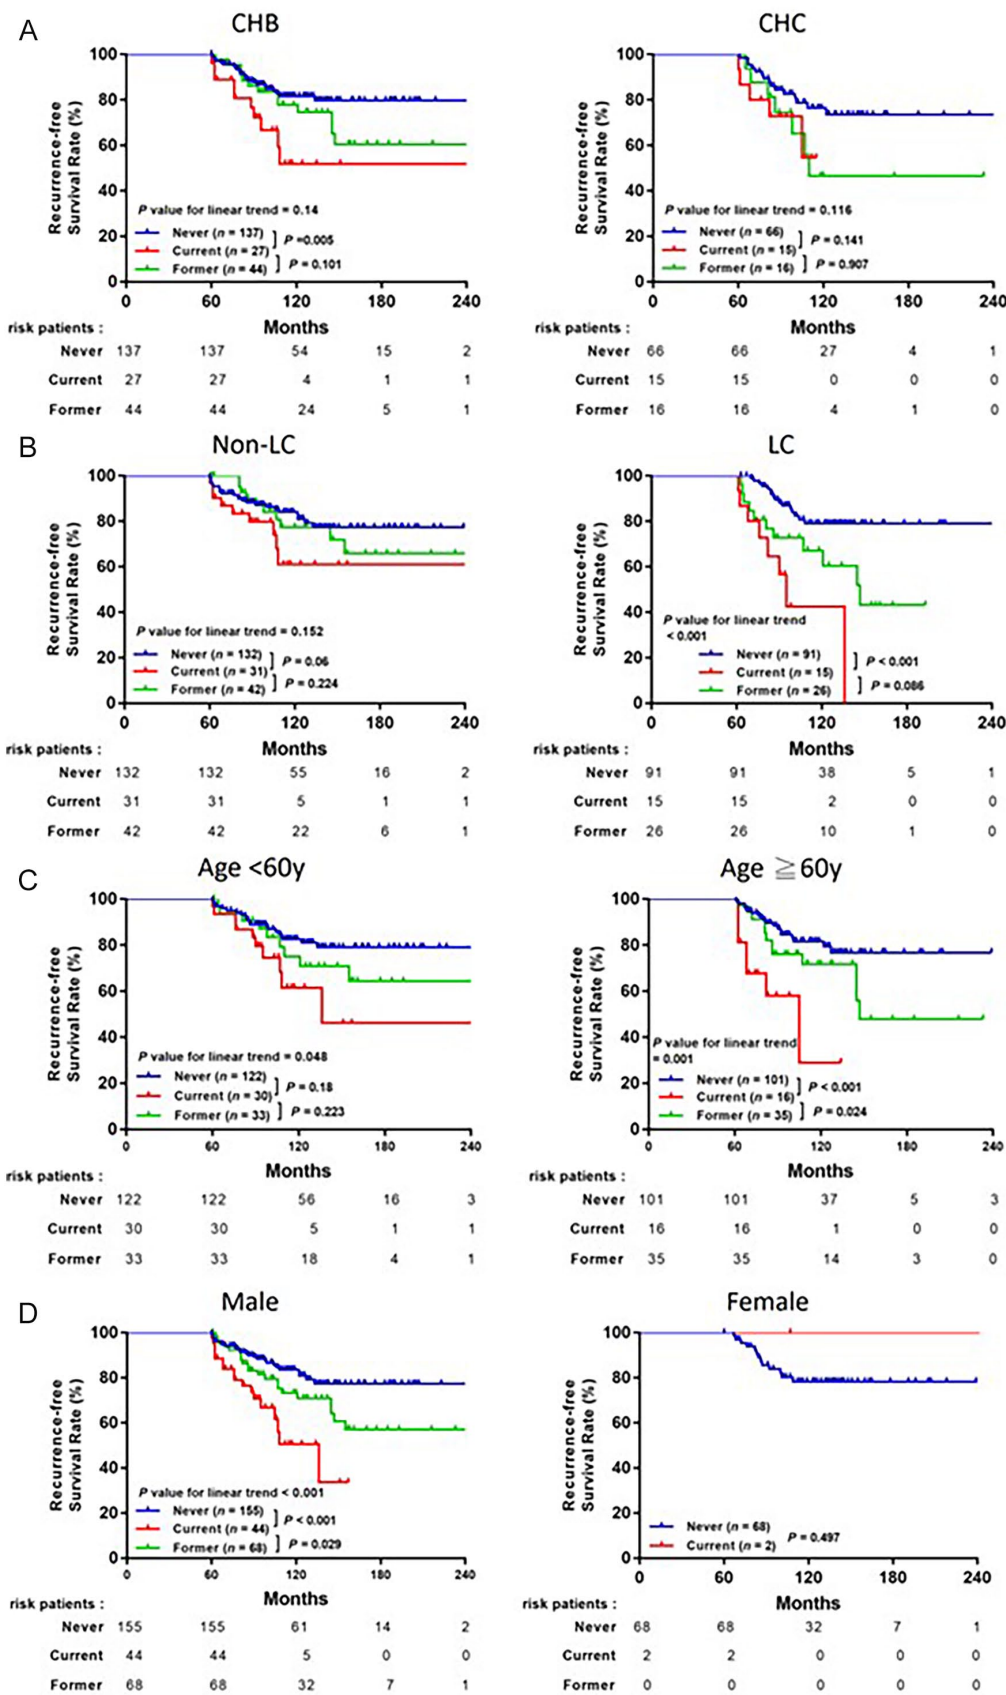 A
CHB
CHC
Recurrence-free
Survival Rate (%)
100
80
60
40
20
0
P value for linear trend = 0.14
Never (n = 137)
Current (n = 27)
Former (n = 44)
P =0.005
P = 0.101
0 60 120 180 240
Months
risk patients :
Never 137 137 54 15 2
Current 27 27 4 1 1
Former 44 44 24 5 1
Recurrence-free
Survival Rate (%)
100
80
60
40
20
0
P value for linear trend = 0.116
Never (n = 66)
Current (n = 15)
Former (n = 16)
P = 0.141
P = 0.907
0 60 120 180 240
Months
risk patients :
Never 66 66 27 4 1
Current 15 15 0 0 0
Former 16 16 4 1 0
B
Non-LC
LC
Recurrence-free
Survival Rate (%)
100
80
60
40
20
0
P value for linear trend = 0.152
Never (n = 132)
Current (n = 31)
Former (n = 42)
P = 0.06
P = 0.224
0 60 120 180 240
Months
risk patients :
Never 132 132 55 16 2
Current 31 31 5 1 1
Former 42 42 22 6 1
Recurrence-free
Survival Rate (%)
100
80
60
40
20
0
P value for linear trend
< 0.001
Never (n = 91)
Current (n = 15)
Former (n = 26)
P < 0.001
P = 0.086
0 60 120 180 240
Months
risk patients :
Never 91 91 38 5 1
Current 15 15 2 0 0
Former 26 26 10 1 0
C
Age <60y
Age ≧60y
Recurrence-free
Survival Rate (%)
100
80
60
40
20
0
P value for linear trend = 0.048
Never (n = 122)
Current (n = 30)
Former (n = 33)
P = 0.18
P = 0.223
0 60 120 180 240
Months
risk patients :
Never 122 122 56 16 3
Current 30 30 5 1 1
Former 33 33 18 4 1
Recurrence-free
Survival Rate (%)
100
80
60
40
20
0
P value for linear trend
= 0.001
Never (n = 101)
Current (n = 16)
Former (n = 35)
P < 0.001
P = 0.024
0 60 120 180 240
Months
risk patients :
Never 101 101 37 5 3
Current 16 16 1 0 0
Former 35 35 14 3 0
D
Male
Female
Recurrence-free
Survival Rate (%)
100
80
60
40
20
0
P value for linear trend < 0.001
Never (n = 155)
Current (n = 44)
Former (n = 68)
P < 0.001
P = 0.029
0 60 120 180 240
Months
risk patients :
Never 155 155 61 14 2
Current 44 44 5 0 0
Former 68 68 32 7 1
Recurrence-free
Survival Rate (%)
100
80
60
40
20
0
Never (n = 68)
Current (n = 2)
P = 0.497
0 60 120 180 240
Months
risk patients :
Never 68 68 32 7 1
Current 2 2 0 0 0
Former 0 0 0 0 0